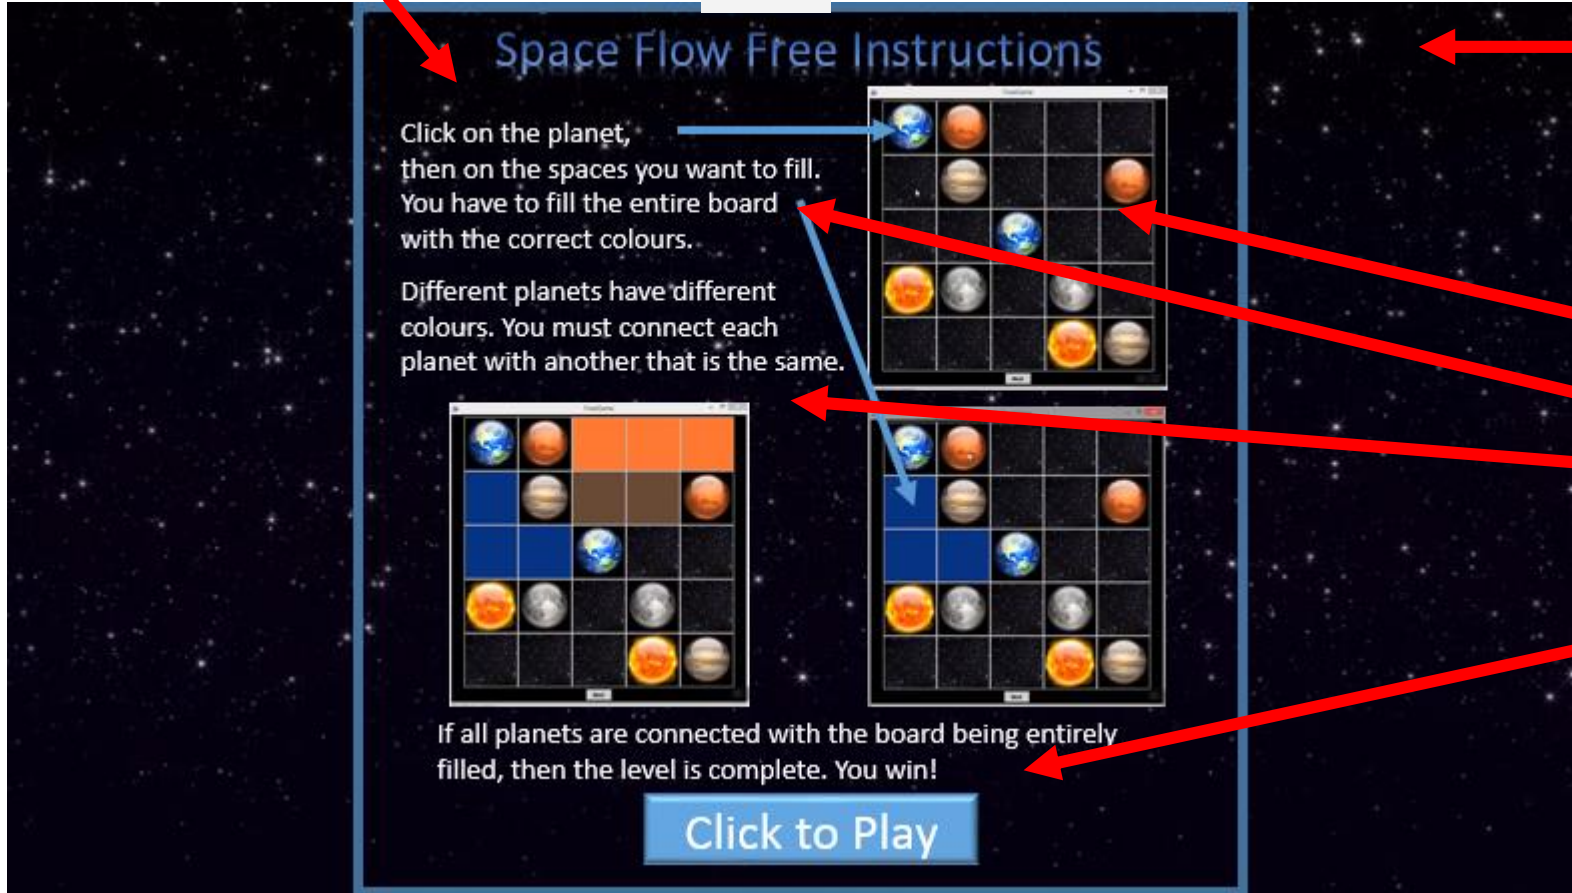 Space Flow Free Instructions
Click on the planet,
then on the spaces you want to fill.
You have to fill the entire board
with the correct colours.
Different planets have different
colours. You must connect each
planet with another that is the same.
If all planets are connected with the board being entirely
filled, then the level is complete. You win!
Click to Play